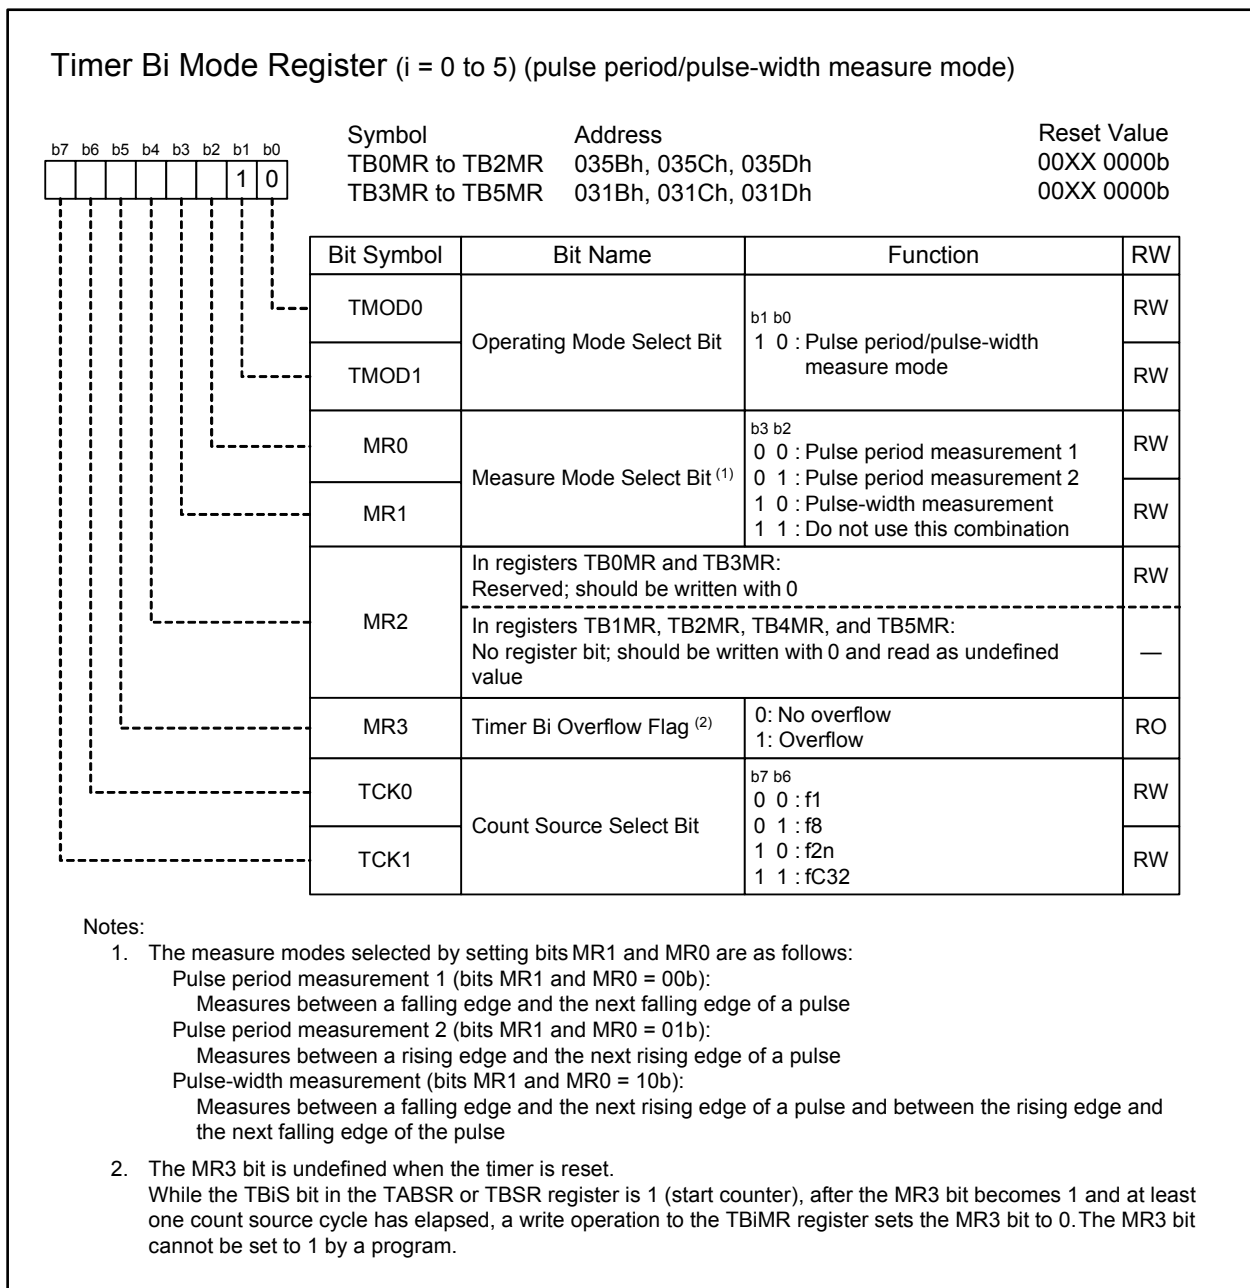 Timer Bi Mode Register (i = 0 to 5) (pulse period/pulse-width measure mode)
b7 b6 b5 b4 b3 b2 b1 b0
1 0
Symbol Address Reset Value
TB0MR to TB2MR 035Bh, 035Ch, 035Dh 00XX 0000b
TB3MR to TB5MR 031Bh, 031Ch, 031Dh 00XX 0000b
Bit Symbol Bit Name Function RW
TMOD0 RW
Operating Mode Select Bit
b1 b0
1 0 : Pulse period/pulse-width
measure mode
TMOD1 RW
MR0 RW
Measure Mode Select Bit (1)
b3 b2
0 0 : Pulse period measurement 1
0 1 : Pulse period measurement 2
1 0 : Pulse-width measurement
1 1 : Do not use this combination
MR1 RW
MR2
In registers TB0MR and TB3MR:
Reserved; should be written with 0
RW
In registers TB1MR, TB2MR, TB4MR, and TB5MR:
No register bit; should be written with 0 and read as undefined
value
—
MR3 Timer Bi Overflow Flag (2)
0: No overflow
1: Overflow
RO
TCK0 RW
Count Source Select Bit
b7 b6
0 0 : f1
0 1 : f8
1 0 : f2n
1 1 : fC32
TCK1 RW
Notes:
1. The measure modes selected by setting bits MR1 and MR0 are as follows:
Pulse period measurement 1 (bits MR1 and MR0 = 00b):
Measures between a falling edge and the next falling edge of a pulse
Pulse period measurement 2 (bits MR1 and MR0 = 01b):
Measures between a rising edge and the next rising edge of a pulse
Pulse-width measurement (bits MR1 and MR0 = 10b):
Measures between a falling edge and the next rising edge of a pulse and between the rising edge and
the next falling edge of the pulse
2. The MR3 bit is undefined when the timer is reset.
While the TBiS bit in the TABSR or TBSR register is 1 (start counter), after the MR3 bit becomes 1 and at least
one count source cycle has elapsed, a write operation to the TBiMR register sets the MR3 bit to 0. The MR3 bit
cannot be set to 1 by a program.